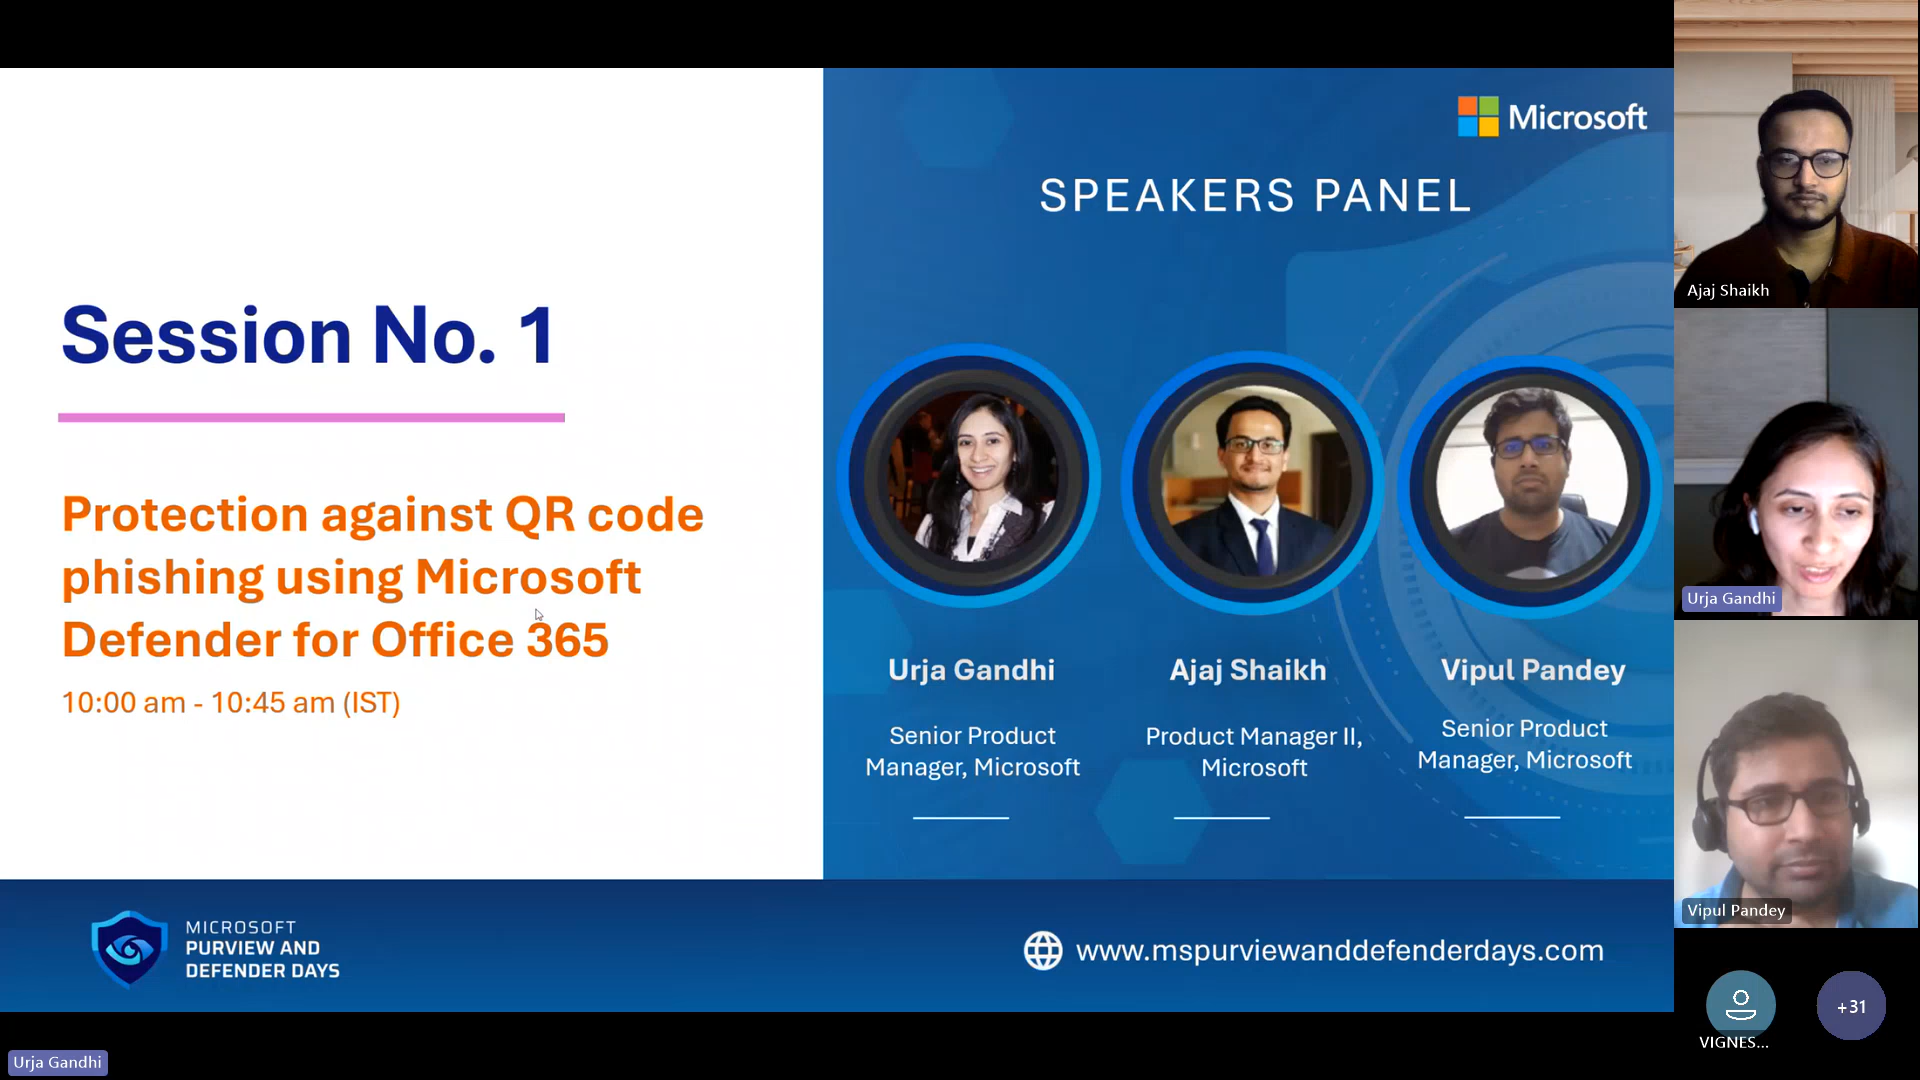 Session No. 1
Protection against QR code
phishing using Microsoft
Defender for Office 365
10:00 am - 10:45 am (IST)
Microsoft
SPEAKERS PANEL
Urja Gandhi
Senior Product
Manager, Microsoft
Ajaj Shaikh
Product Manager II,
Microsoft
Vipul Pandey
Senior Product
Manager, Microsoft
MICROSOFT
PURVIEW AND
DEFENDER DAYS
www.mspurviewanddefenderdays.com
Urja Gandhi
Ajaj Shaikh
Urja Gandhi
Vipul Pandey
VIGNES...
+31